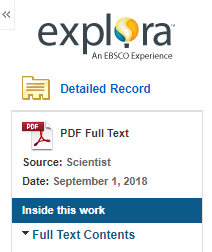 «
explora™
An EBSCO Experience
Detailed Record
PDF
PDF Full Text
Source: Scientist
Date: September 1, 2018
Inside this work
Full Text Contents